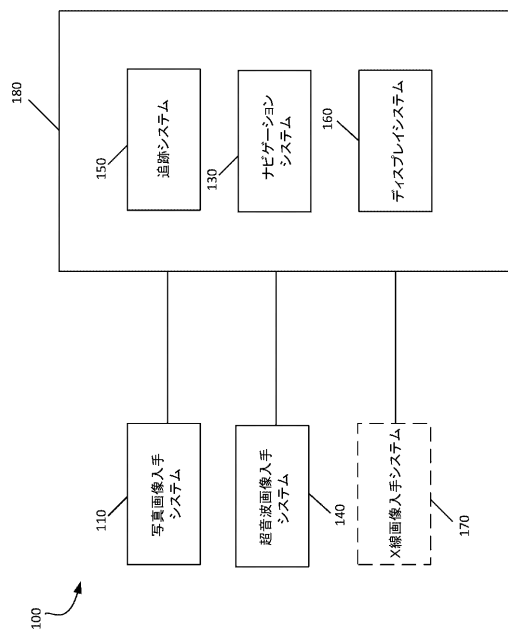 100
110
写真画像入手
システム
超音波画像入手
システム
140
X線画像入手システム
170
180
150
追跡システム
130
ナビゲーション
システム
160
ディスプレイシステム